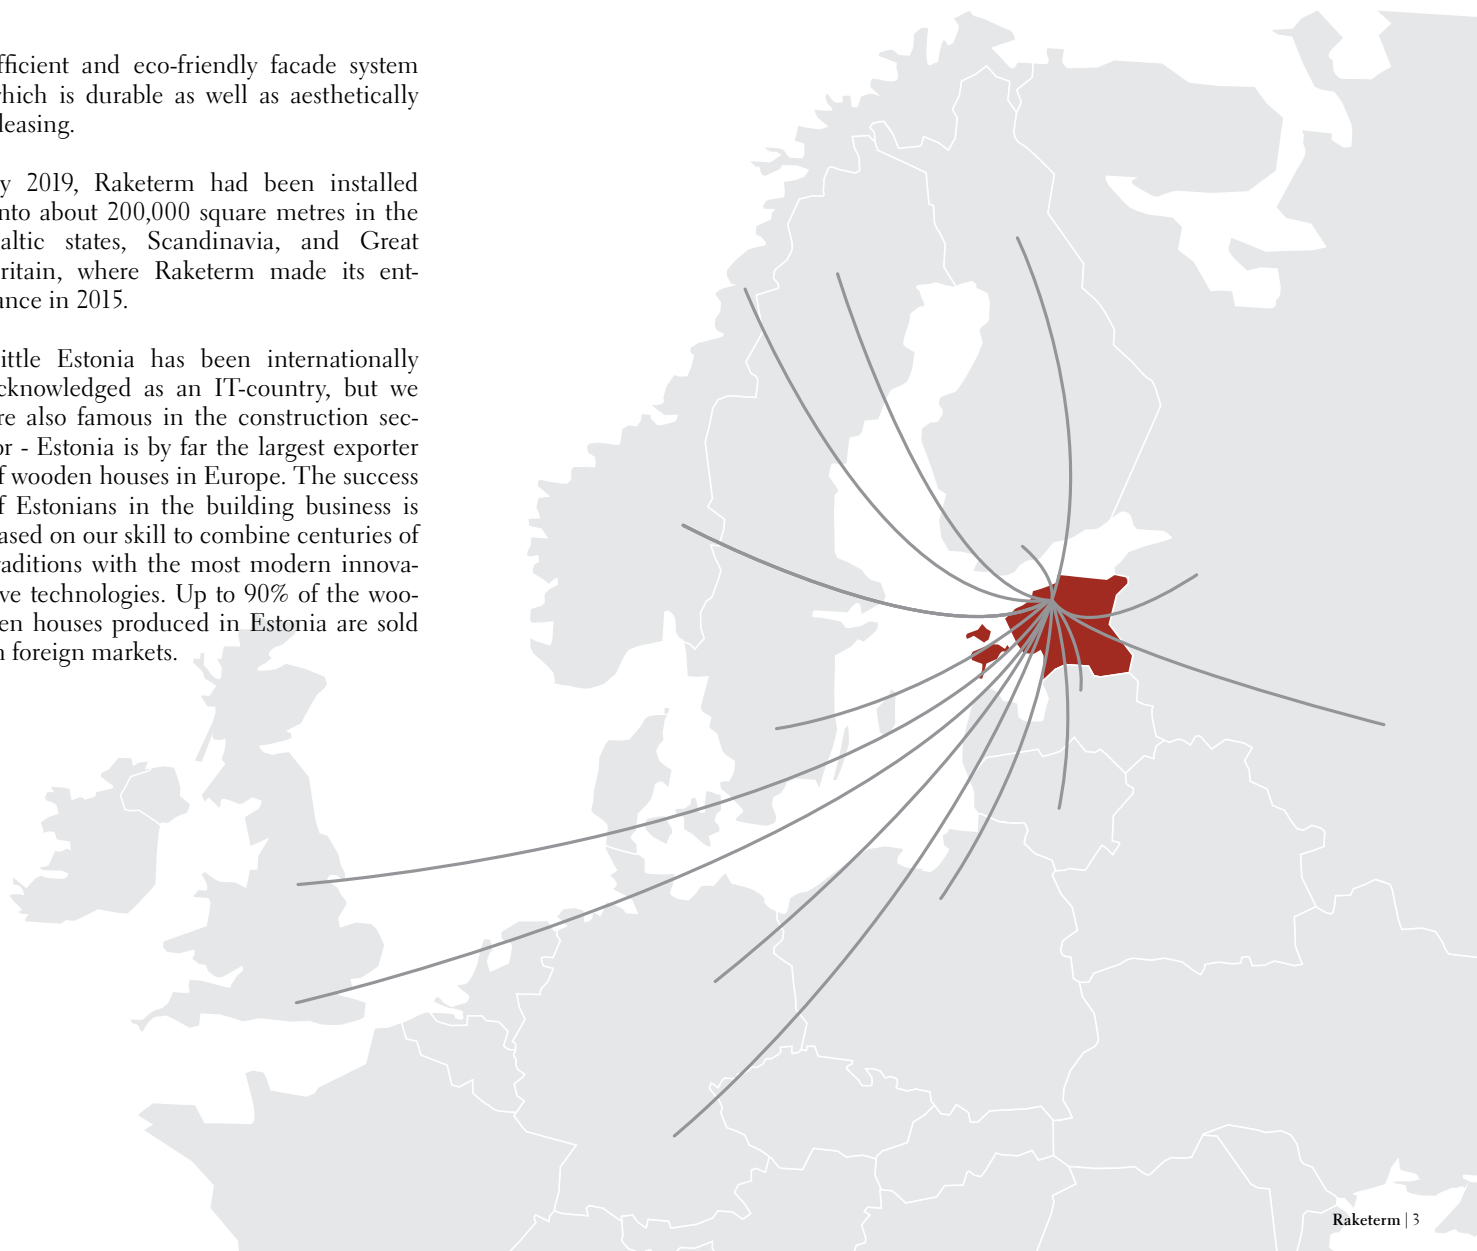 fficient and eco-friendly facade system
hich is durable as well as aesthetically
leasing.
y 2019, Raketerm had been installed
nto about 200,000 square metres in the
altic states, Scandinavia, and Great
ritain, where Raketerm made its ent-
ance in 2015.
ittle Estonia has been internationally
cknowledged as an IT-country, but we
re also famous in the construction sec-
or - Estonia is by far the largest exporter
f wooden houses in Europe. The success
f Estonians in the building business is
ased on our skill to combine centuries of
raditions with the most modern innova-
ve technologies. Up to 90% of the woo-
en houses produced in Estonia are sold
n foreign markets.
Raketerm | 3